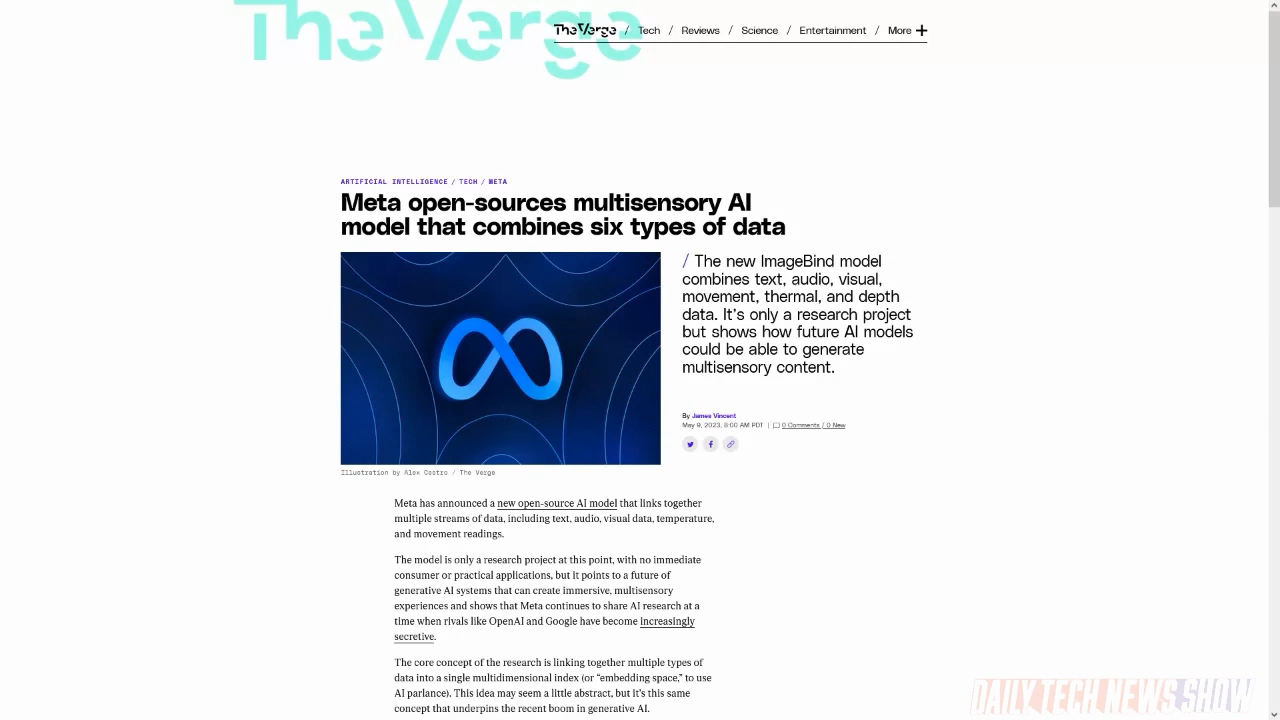 The Verge
TheVerge / Tech / Reviews / Science / Entertainment / More +
ARTIFICIAL INTELLIGENCE / TECH / META
Meta open-sources multisensory AI
model that combines six types of data
/ The new ImageBind model
combines text, audio, visual,
movement, thermal, and depth
data. It's only a research project
but shows how future AI models
could be able to generate
multisensory content.
By James Vincent
May 9, 2023, 6:00 AM PDT | 0 Comments / 0 New
Illustration by Alex Castro / The Verge
Meta has announced a new open-source AI model that links together
multiple streams of data, including text, audio, visual data, temperature,
and movement readings.
The model is only a research project at this point, with no immediate
consumer or practical applications, but it points to a future of
generative AI systems that can create immersive, multisensory
experiences and shows that Meta continues to share AI research at a
time when rivals like OpenAI and Google have become increasingly
secretive.
The core concept of the research is linking together multiple types of
data into a single multidimensional index (or “embedding space,” to use
AI parlance). This idea may seem a little abstract, but it's this same
concept that underpins the recent boom in generative AI.
DAILY TECH NEWS SHOW